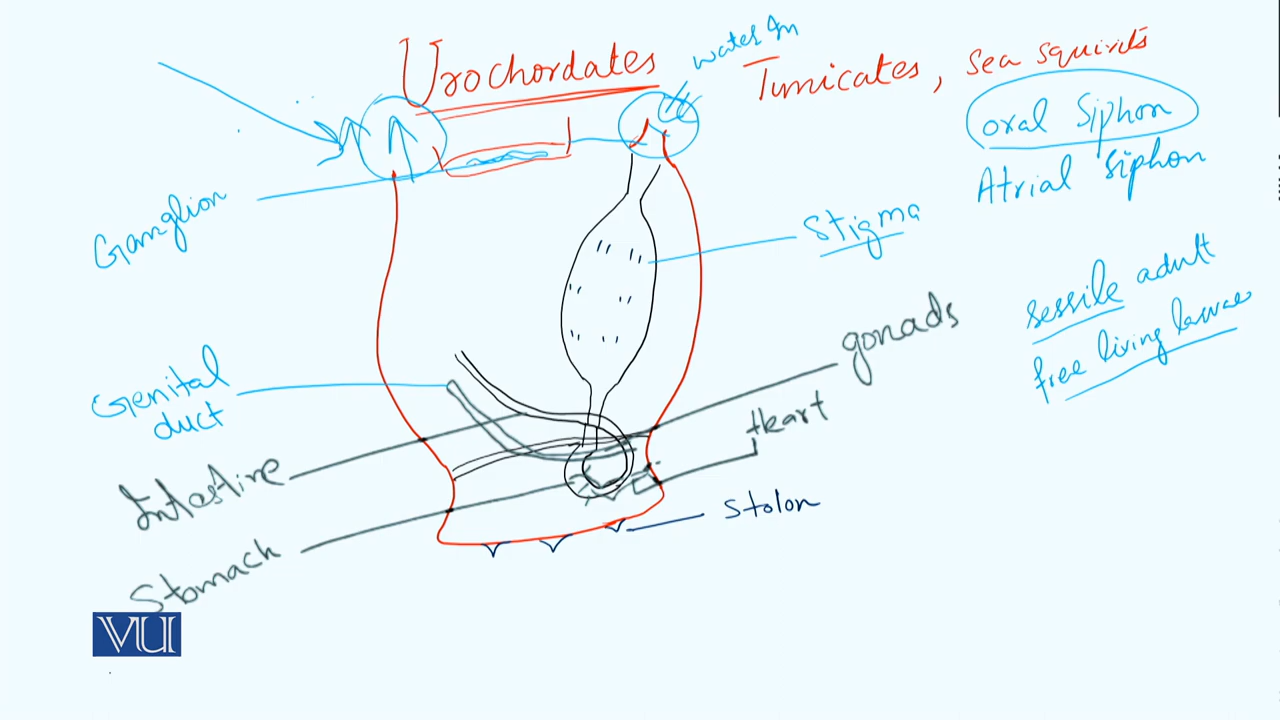 Urochordates
water In
Tunicates, Sea squirts
oral Siphon
Atrial Siphon
Ganglion
Stigma
sessile adult
free living larvae
gonads
Genital
duct
Heart
Intestine
Stolon
Stomach
VU